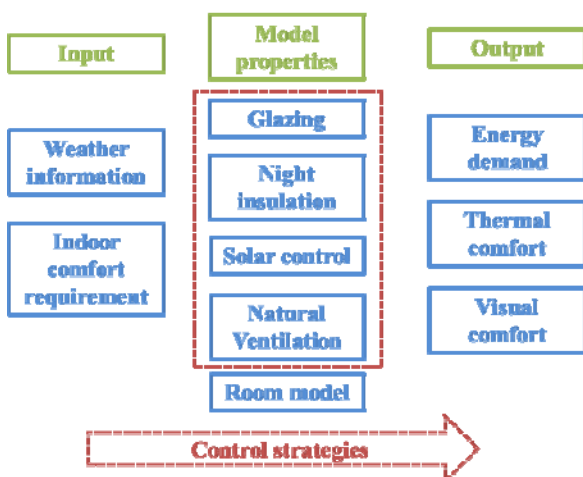 Input
Model
properties
Output
Weather
information
Indoor
comfort
requirement
Glazing
Night
insulation
Solar control
Natural
Ventilation
Room model
Energy
demand
Thermal
comfort
Visual
comfort
Control strategies